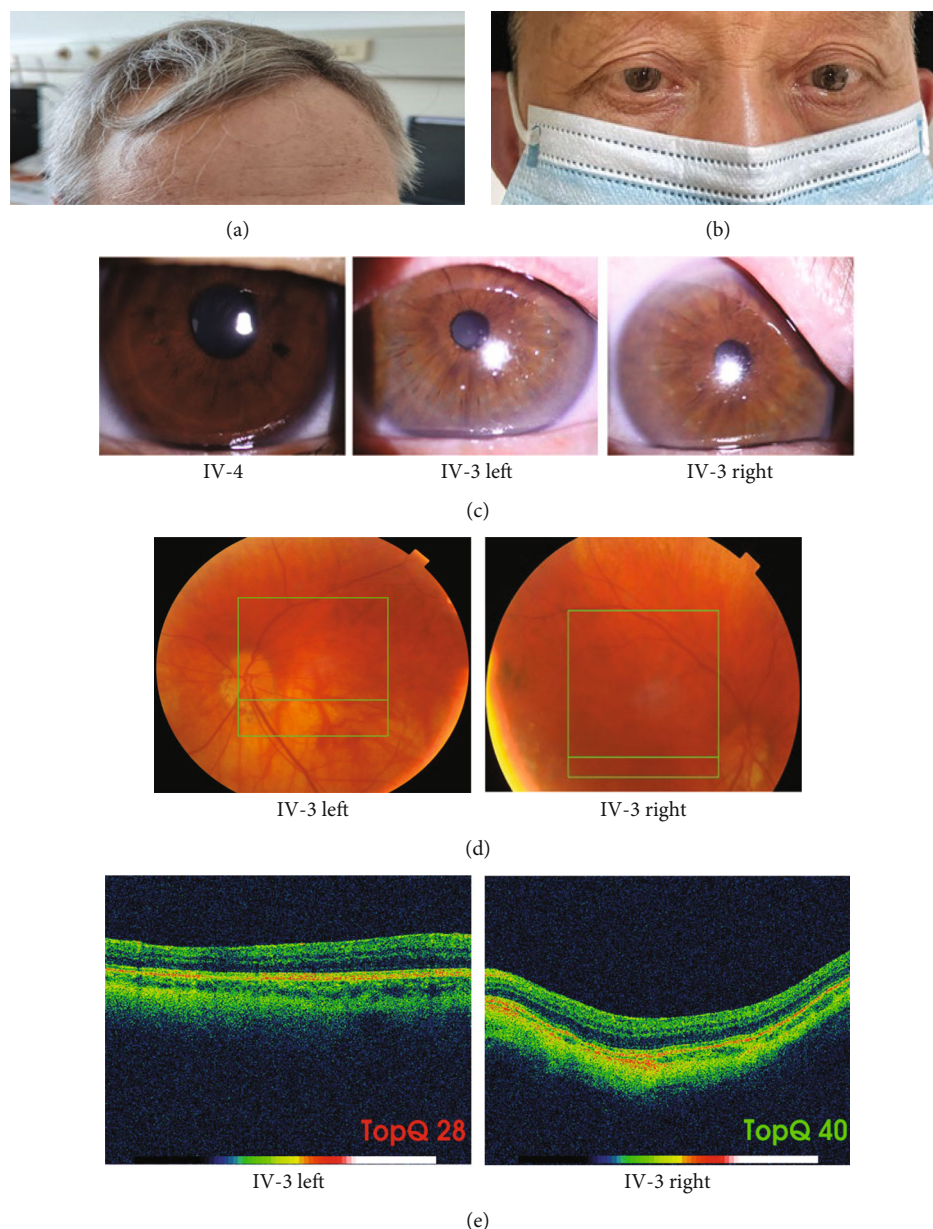 (a)
(b)
IV-4
IV-3 left
IV-3 right
(c)
IV-3 left
IV-3 right
(d)
TopQ 28
TopQ 40
IV-3 left
IV-3 right
(e)